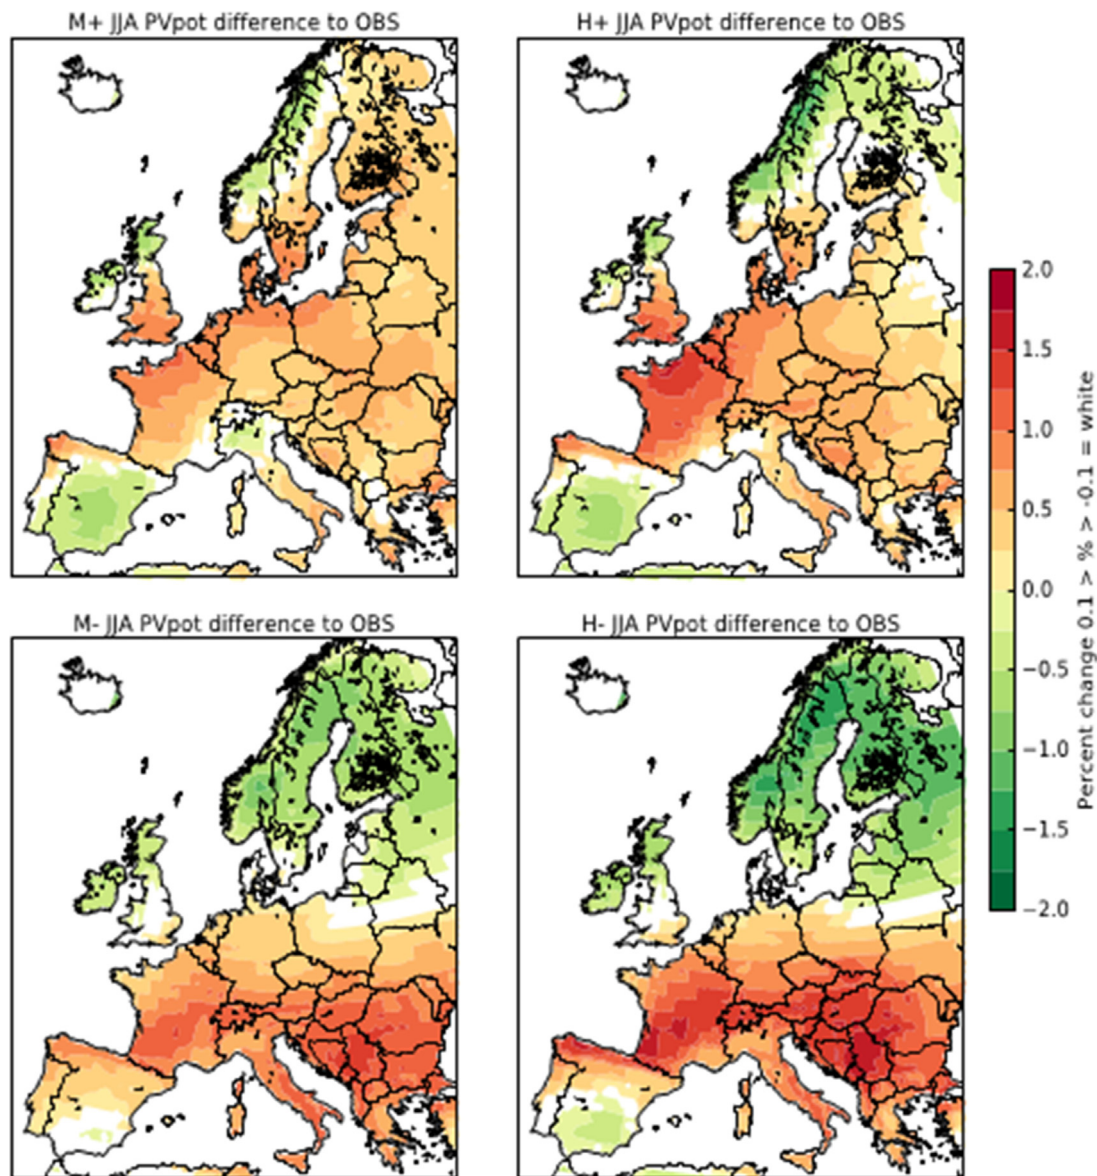 M+ JJA PVpot difference to OBS
H+ JJA PVpot difference to OBS
M- JJA PVpot difference to OBS
H- JJA PVpot difference to OBS
2.0
1.5
1.0
0.5
0.0
−0.5
−1.0
−1.5
−2.0
Percent change 0.1 > % > -0.1 = white